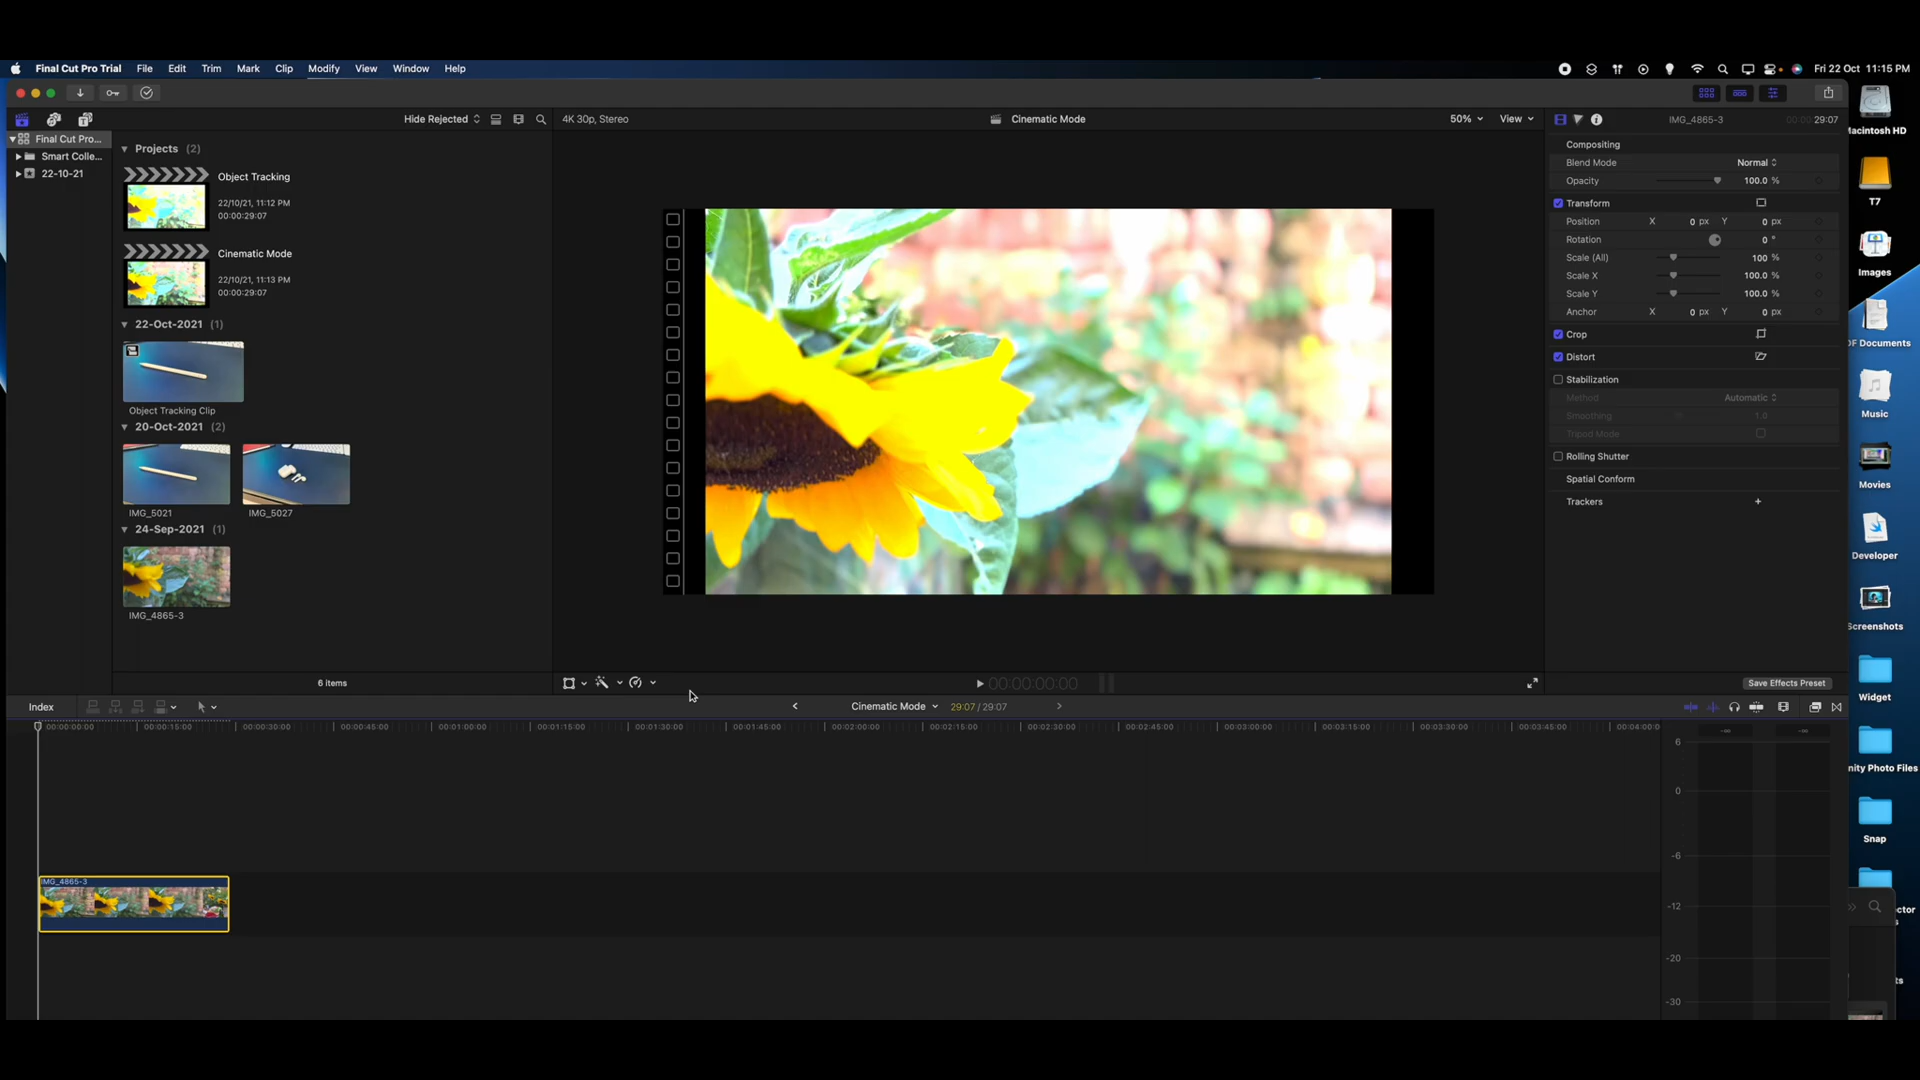 Final Cut Pro Trial File Edit Trim Mark Clip Modify View Window Help
Fri 22 Oct 11:15 PM
Hide Rejected
4K 30p, Stereo
Cinematic Mode
50%
View
IMG_4865-3
00:00:29:07
Final Cut Pro...
Smart Colle...
22-10-21
Projects (2)
Object Tracking
22/10/21, 11:12 PM
00:00:29:07
Cinematic Mode
22/10/21, 11:13 PM
00:00:29:07
22-Oct-2021 (1)
Object Tracking Clip
20-Oct-2021 (2)
IMG_5021
IMG_5027
24-Sep-2021 (1)
IMG_4865-3
6 items
Compositing
Blend Mode Normal
Opacity 100.0 %
Transform
Position X 0 px Y 0 px
Rotation 0 °
Scale (All) 100 %
Scale X 100.0 %
Scale Y 100.0 %
Anchor X 0 px Y 0 px
Crop
Distort
Stabilization
Method Automatic
Smoothing 1.0
Tripod Mode
Rolling Shutter
Spatial Conform
Trackers
Save Effects Preset
00:00:00:00
Index
Cinematic Mode
29:07 / 29:07
00:00:00:00 00:00:15:00 00:00:30:00 00:00:45:00 00:01:00:00 00:01:15:00 00:01:30:00 00:01:45:00 00:02:00:00 00:02:15:00 00:02:30:00 00:02:45:00 00:03:00:00 00:03:15:00 00:03:30:00 00:03:45:00 00:04:00:0
IMG_4865-3
6
0
-6
-12
-20
-30
-∞ -∞
Macintosh HD
T7
Images
DF Documents
Music
Movies
Developer
Screenshots
Widget
nity Photo Files
Snap
ctor
s
ts